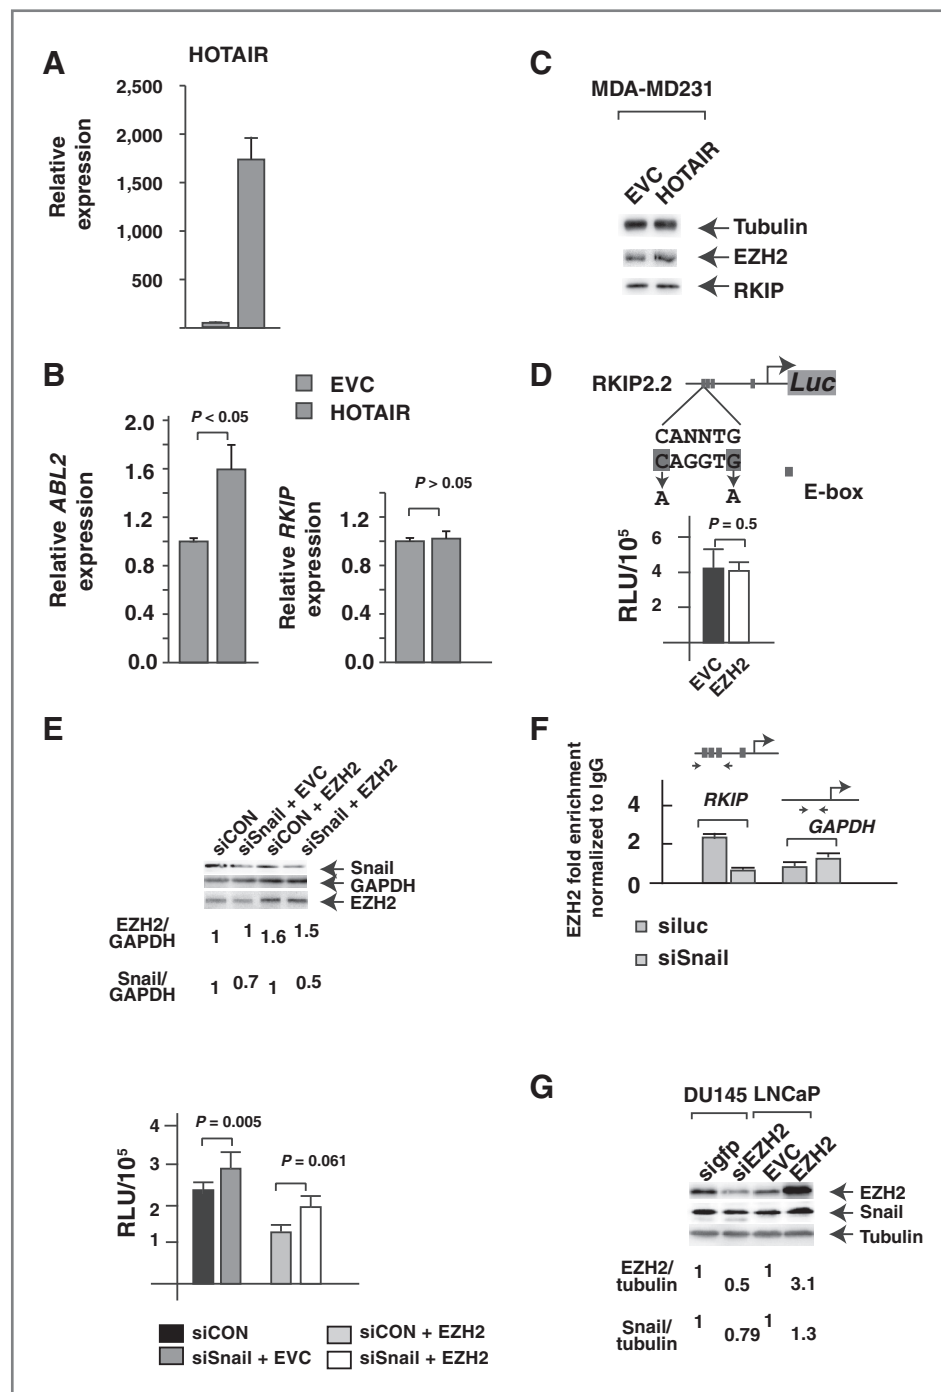 A
HOTAIR
Relative
expression
2,500
2,000
1,500
1,000
500
B
EVC
HOTAIR
Relative ABL2
expression
2.0
1.6
1.2
0.8
0.4
0.0
P < 0.05
Relative RKIP
expression
1.2
0.8
0.4
0.0
P > 0.05
C
MDA-MD231
EVC
HOTAIR
Tubulin
EZH2
RKIP
D
RKIP2.2
Luc
CANNTG
CAGGTG
A A
E-box
RLU/10⁵
6
4
2
P = 0.5
EVC
EZH2
E
siCON
siSnail + EVC
siCON + EZH2
siSnail + EZH2
Snail
GAPDH
EZH2
EZH2/
GAPDH
1 1 1.6 1.5
Snail/
GAPDH
1 0.7 1 0.5
RLU/10⁵
4
3
2
1
P = 0.005
P = 0.061
siCON
siSnail + EVC
siCON + EZH2
siSnail + EZH2
F
EZH2 fold enrichment
normalized to IgG
4
2
0
RKIP
GAPDH
siluc
siSnail
G
DU145 LNCaP
sigfp
siEZH2
EVC
EZH2
EZH2
Snail
Tubulin
EZH2/
tubulin
1 0.5 1 3.1
Snail/
tubulin
1 0.79 1 1.3